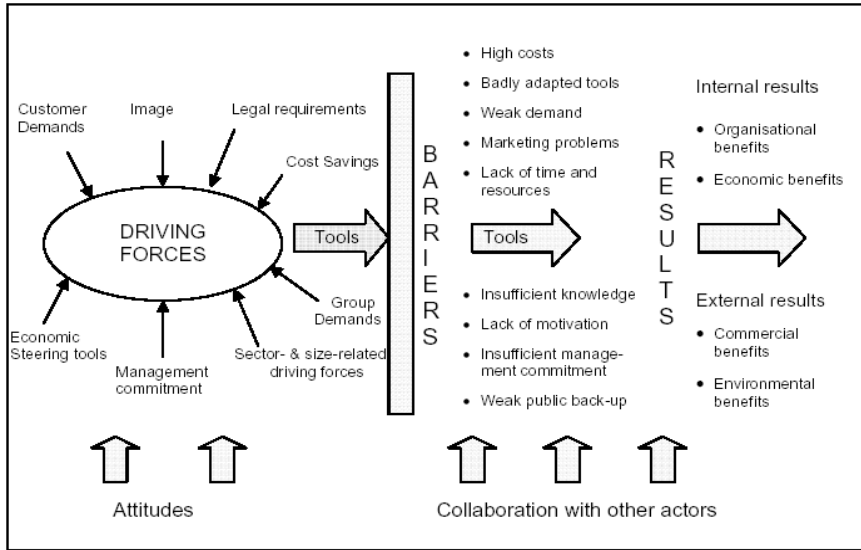 Customer
Demands
Image
Legal requirements
Cost Savings
DRIVING
FORCES
Economic
Steering tools
Management
commitment
Sector- & size-related
driving forces
Group
Demands
Tools
BARRIERS
• High costs
• Badly adapted tools
• Weak demand
• Marketing problems
• Lack of time and
resources
Tools
• Insufficient knowledge
• Lack of motivation
• Insufficient manage-
ment commitment
• Weak public back-up
RESULTS
Internal results
• Organisational
benefits
• Economic benefits
External results
• Commercial
benefits
• Environmental
benefits
Attitudes
Collaboration with other actors